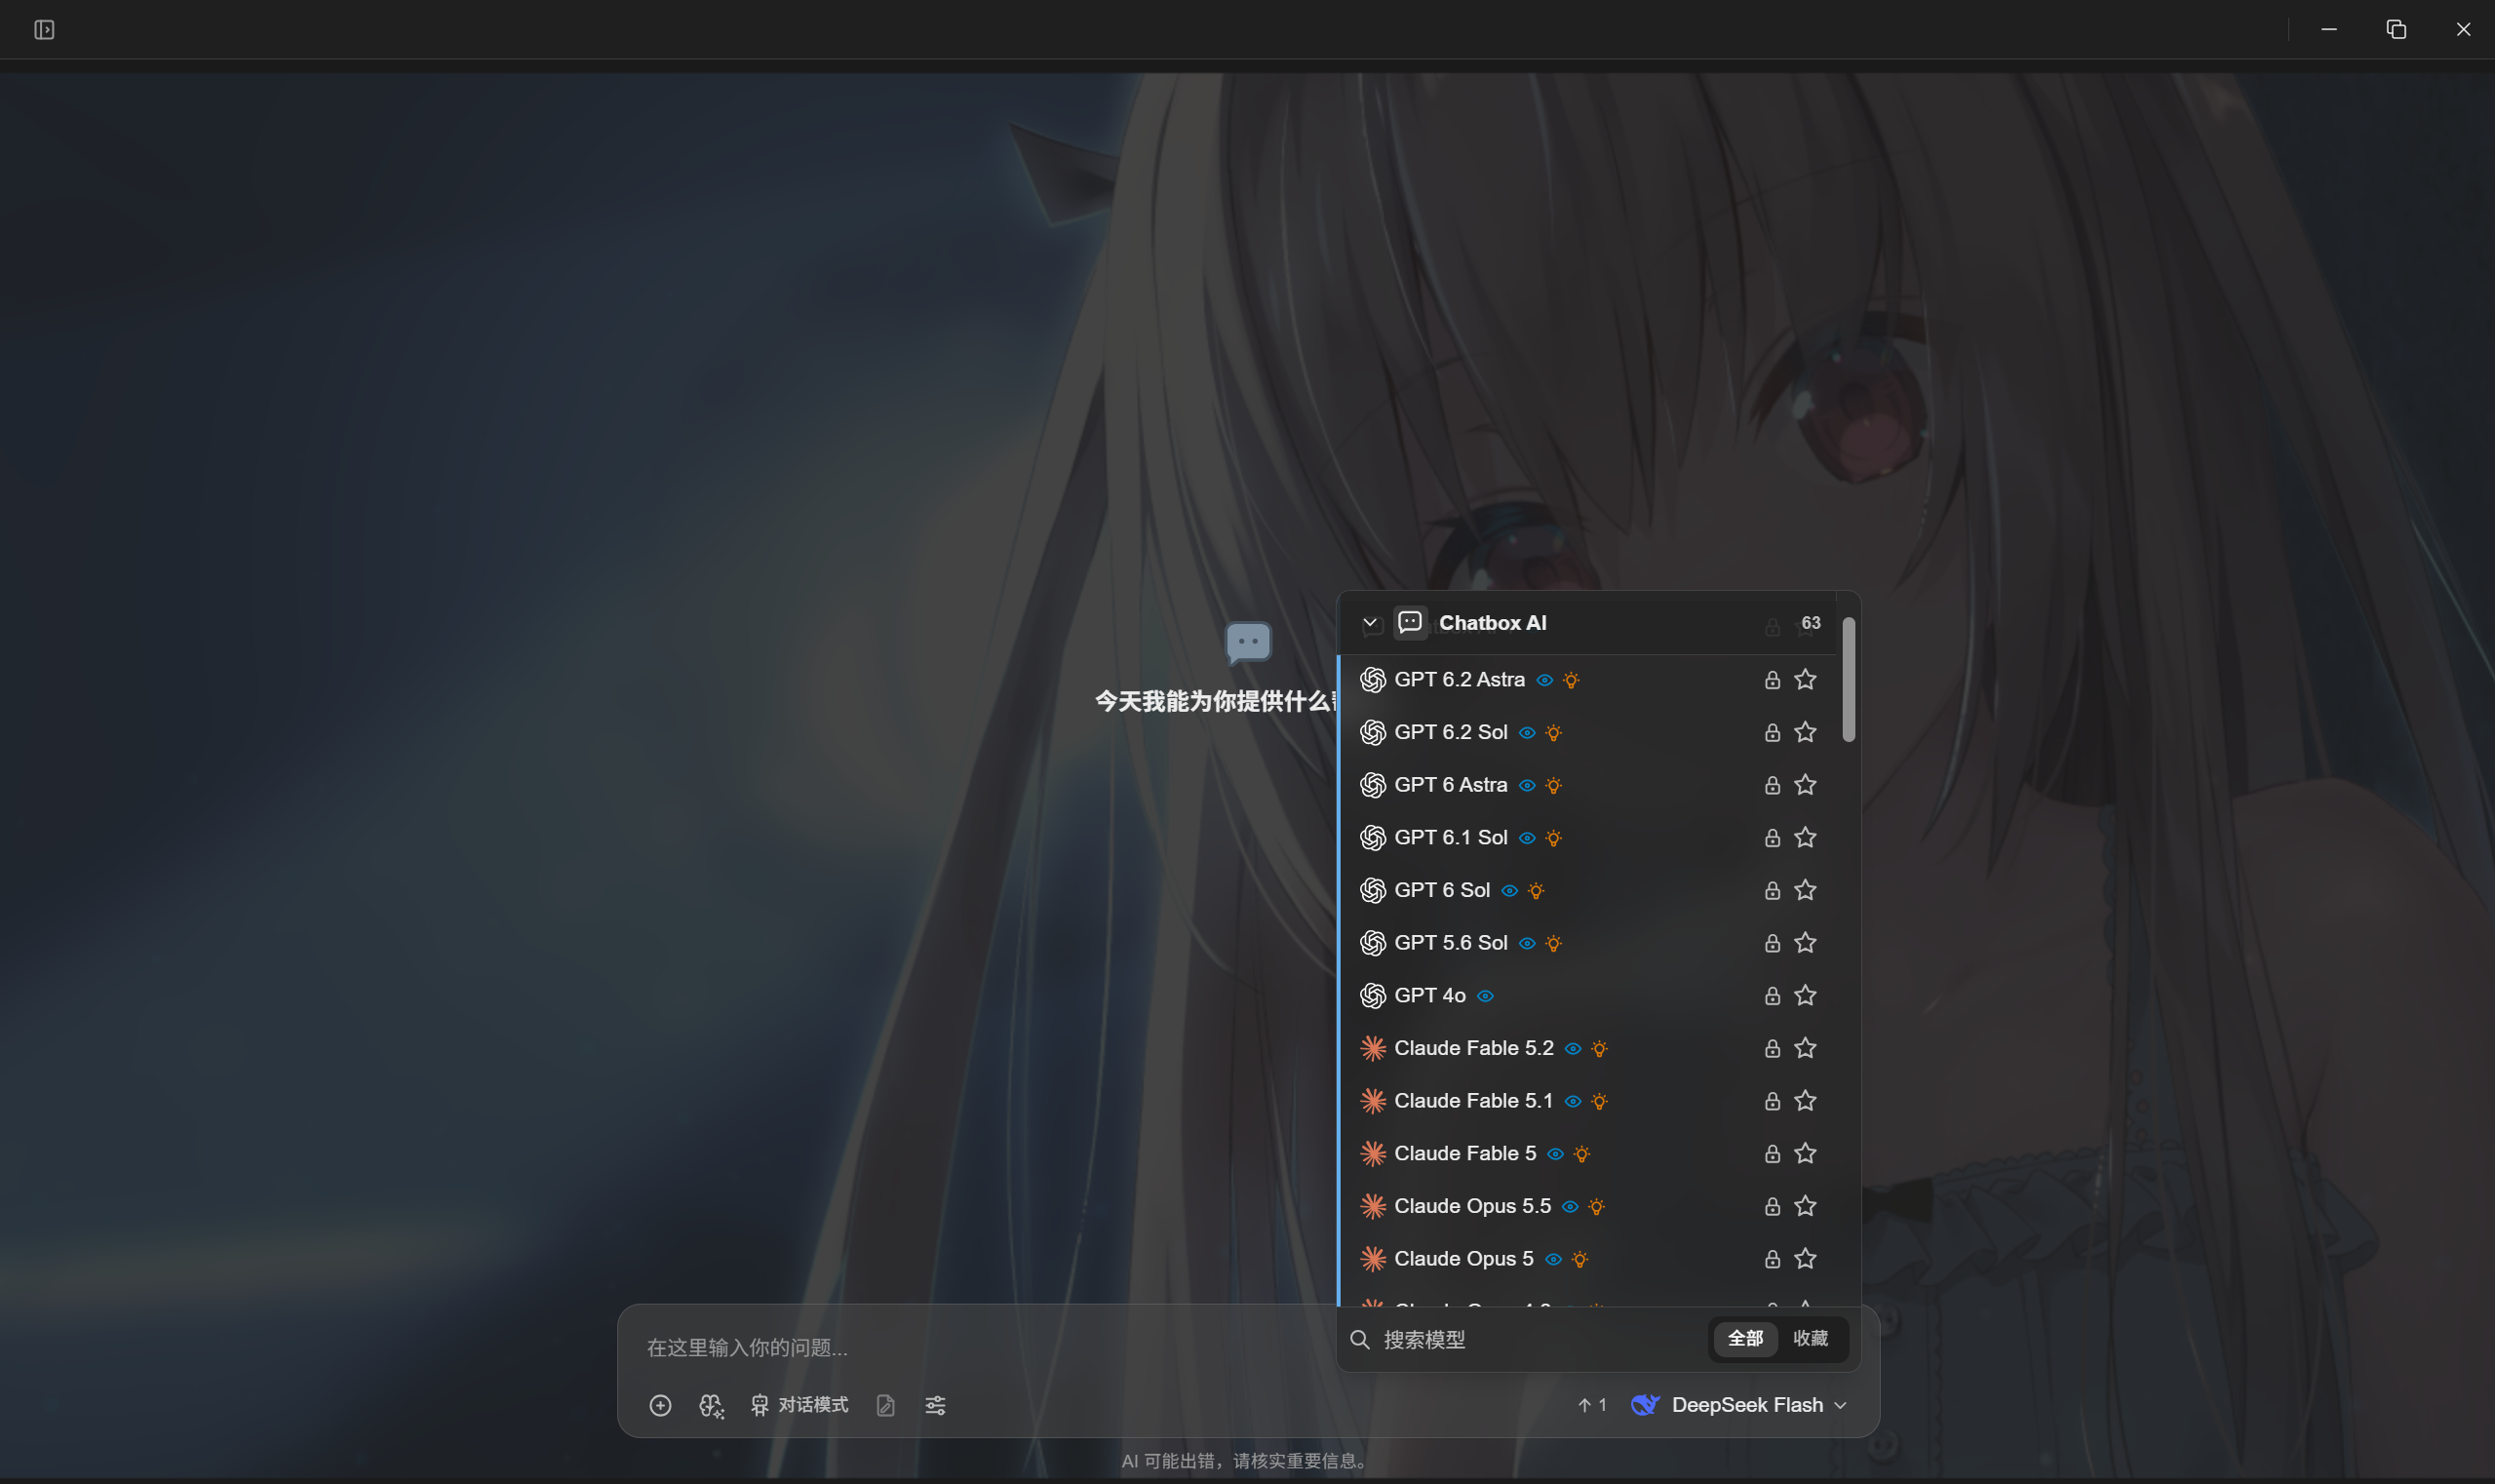 今天我能为你提供什么
Chatbox AI
63
GPT 6.2 Astra
GPT 6.2 Sol
GPT 6 Astra
GPT 6.1 Sol
GPT 6 Sol
GPT 5.6 Sol
GPT 4o
Claude Fable 5.2
Claude Fable 5.1
Claude Fable 5
Claude Opus 5.5
Claude Opus 5
搜索模型
全部 收藏
在这里输入你的问题...
对话模式
1
DeepSeek Flash
AI 可能出错，请核实重要信息。